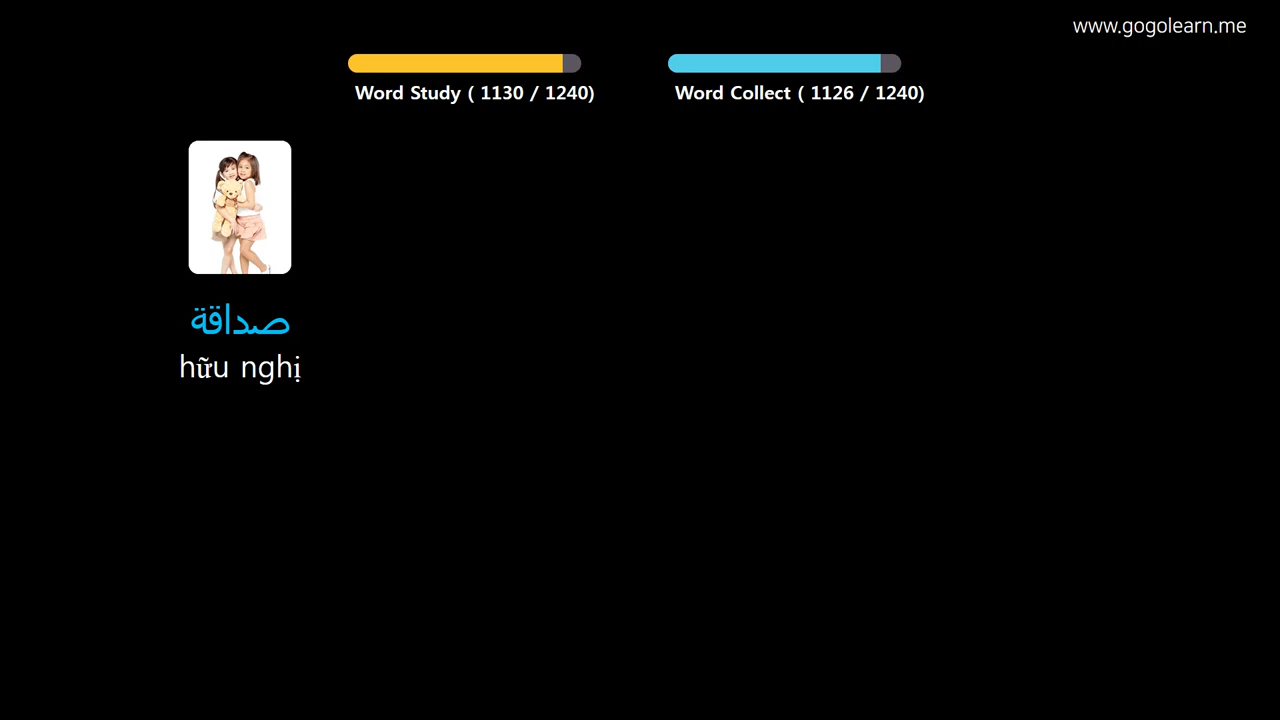 www.gogolearn.me
Word Study ( 1130 / 1240)
Word Collect ( 1126 / 1240)
صداقة
hữu nghị